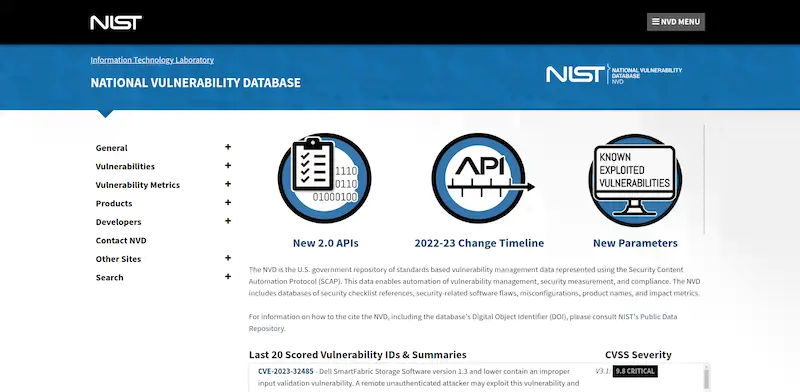 NIST
NVD MENU
Information Technology Laboratory
NATIONAL VULNERABILITY DATABASE
NIST
NATIONAL VULNERABILITY
DATABASE
NVD
General +
Vulnerabilities +
Vulnerability Metrics +
Products +
Developers +
Contact NVD
Other Sites +
Search +
1110
0110
01000100
New 2.0 APIs
API
2022-23 Change Timeline
KNOWN
EXPLOITED
VULNERABILITIES
New Parameters
The NVD is the U.S. government repository of standards based vulnerability management data represented using the Security Content
Automation Protocol (SCAP). This data enables automation of vulnerability management, security measurement, and compliance. The NVD
includes databases of security checklist references, security-related software flaws, misconfigurations, product names, and impact metrics.
For information on how to the cite the NVD, including the database's Digital Object Identifier (DOI), please consult NIST's Public Data
Repository.
Last 20 Scored Vulnerability IDs & Summaries
CVSS Severity
CVE-2023-32485 - Dell SmartFabric Storage Software version 1.3 and lower contain an improper
input validation vulnerability. A remote unauthenticated attacker may exploit this vulnerability and
V3.1: 9.8 CRITICAL